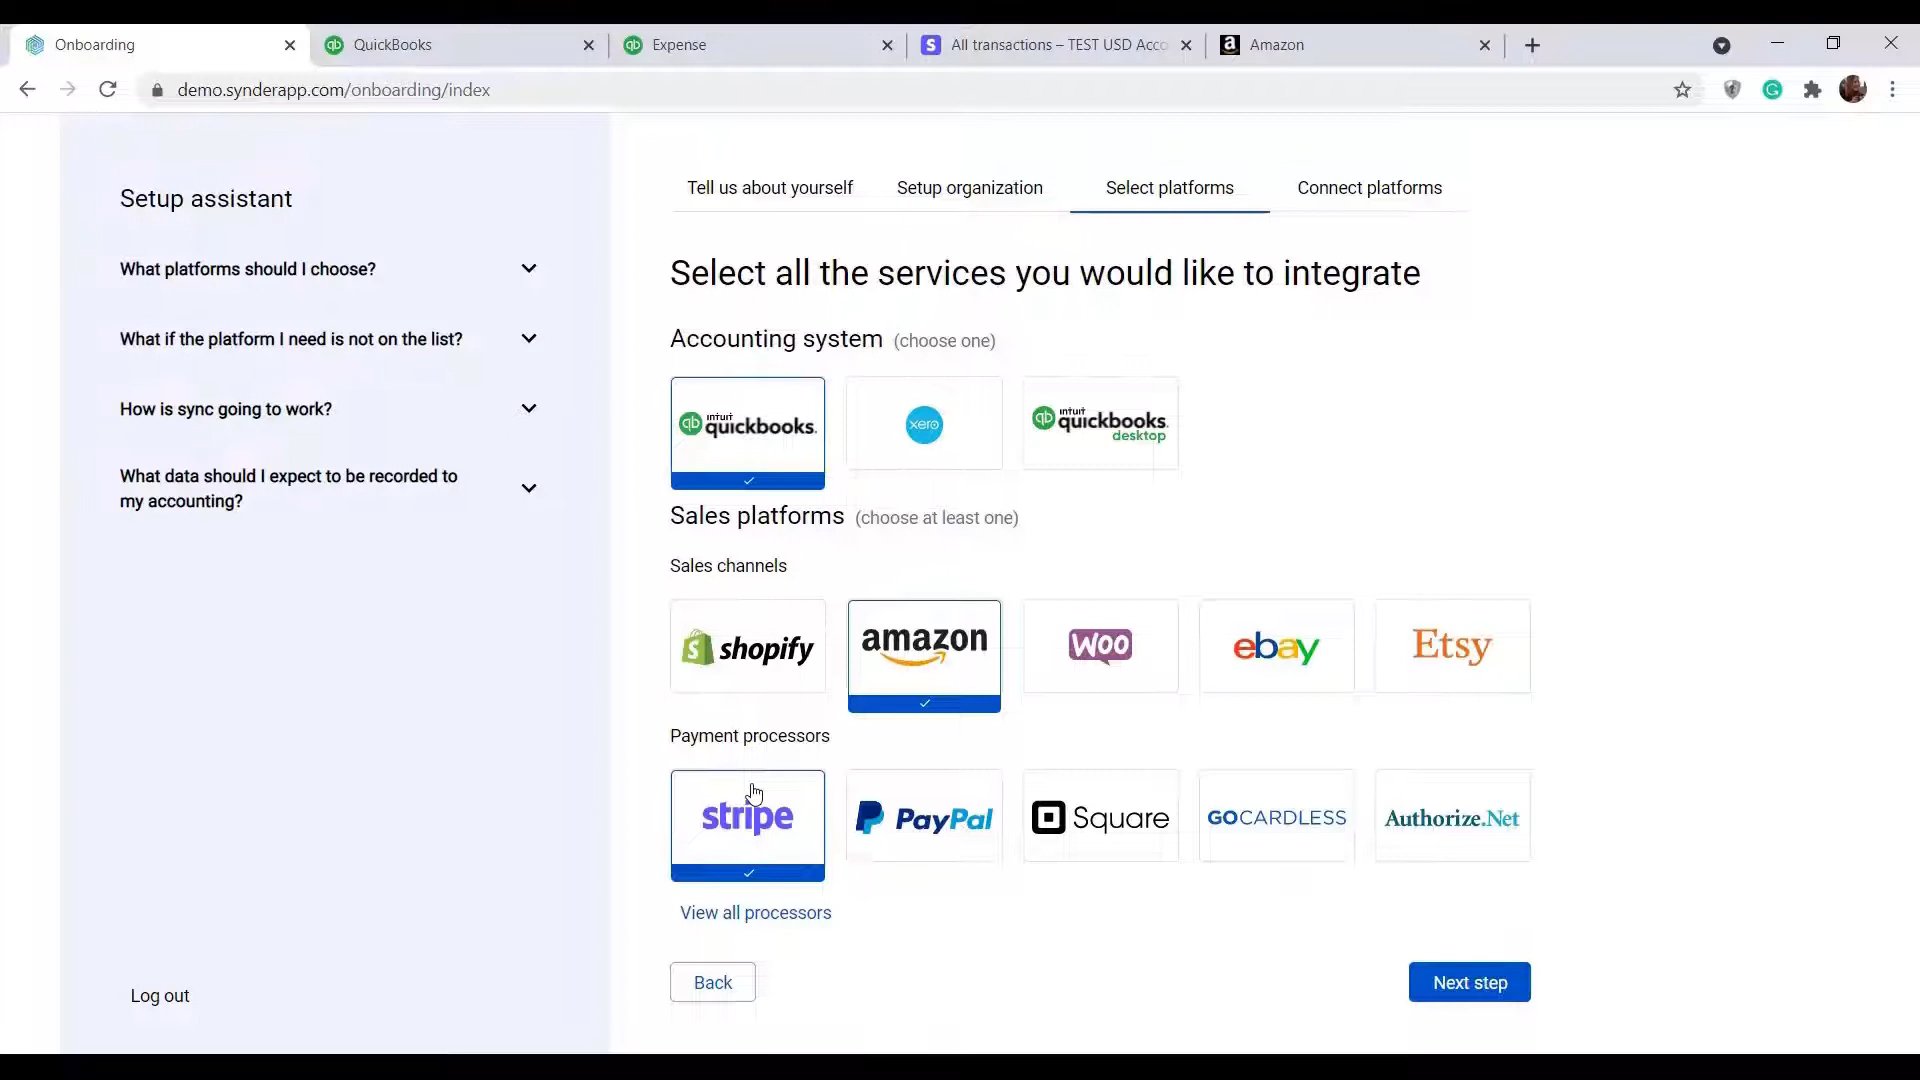 Onboarding
QuickBooks
Expense
All transactions – TEST USD Acco
Amazon
demo.synderapp.com/onboarding/index
Setup assistant
What platforms should I choose?
What if the platform I need is not on the list?
How is sync going to work?
What data should I expect to be recorded to
my accounting?
Log out
Tell us about yourself
Setup organization
Select platforms
Connect platforms
Select all the services you would like to integrate
Accounting system (choose one)
qb intuit quickbooks.
xero
qb intuit quickbooks. desktop
Sales platforms (choose at least one)
Sales channels
shopify
amazon
WOO
ebay
Etsy
Payment processors
stripe
PayPal
Square
GOCARDLESS
Authorize.Net
View all processors
Back
Next step